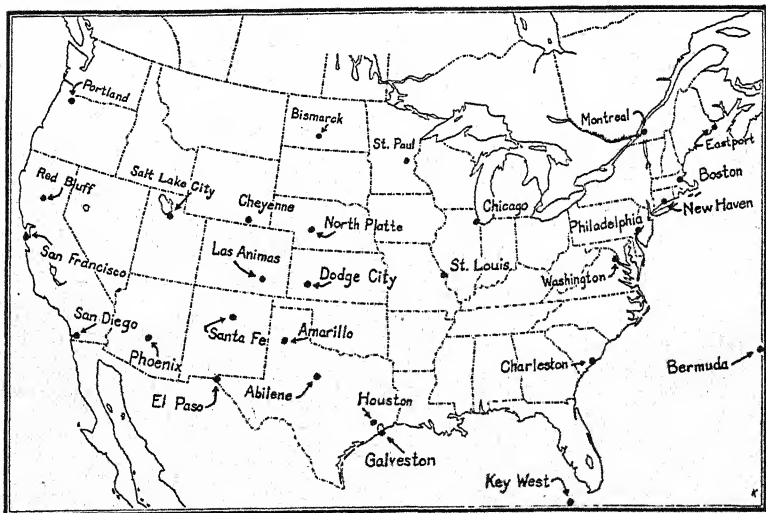 Portland
Bismarck
St. Paul
Montreal
Eastport
Boston
New Haven
Red Bluff
Salt Lake City
Cheyenne
North Platte
Chicago
Philadelphia
San Francisco
Las Animas
Dodge City
St. Louis
Washington
San Diego
Phoenix
Santa Fe
Amarillo
Charleston
Bermuda
El Paso
Abilene
Houston
Galveston
Key West
K